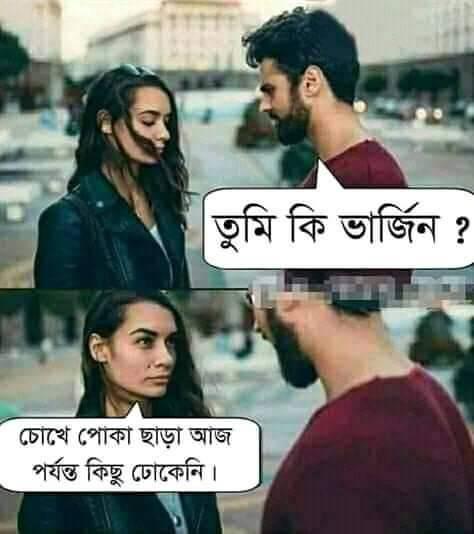 তুমি কি ভার্জিন ?
চোখে পোকা ছাড়া আজ
পর্যন্ত কিছু ঢোকেনি।